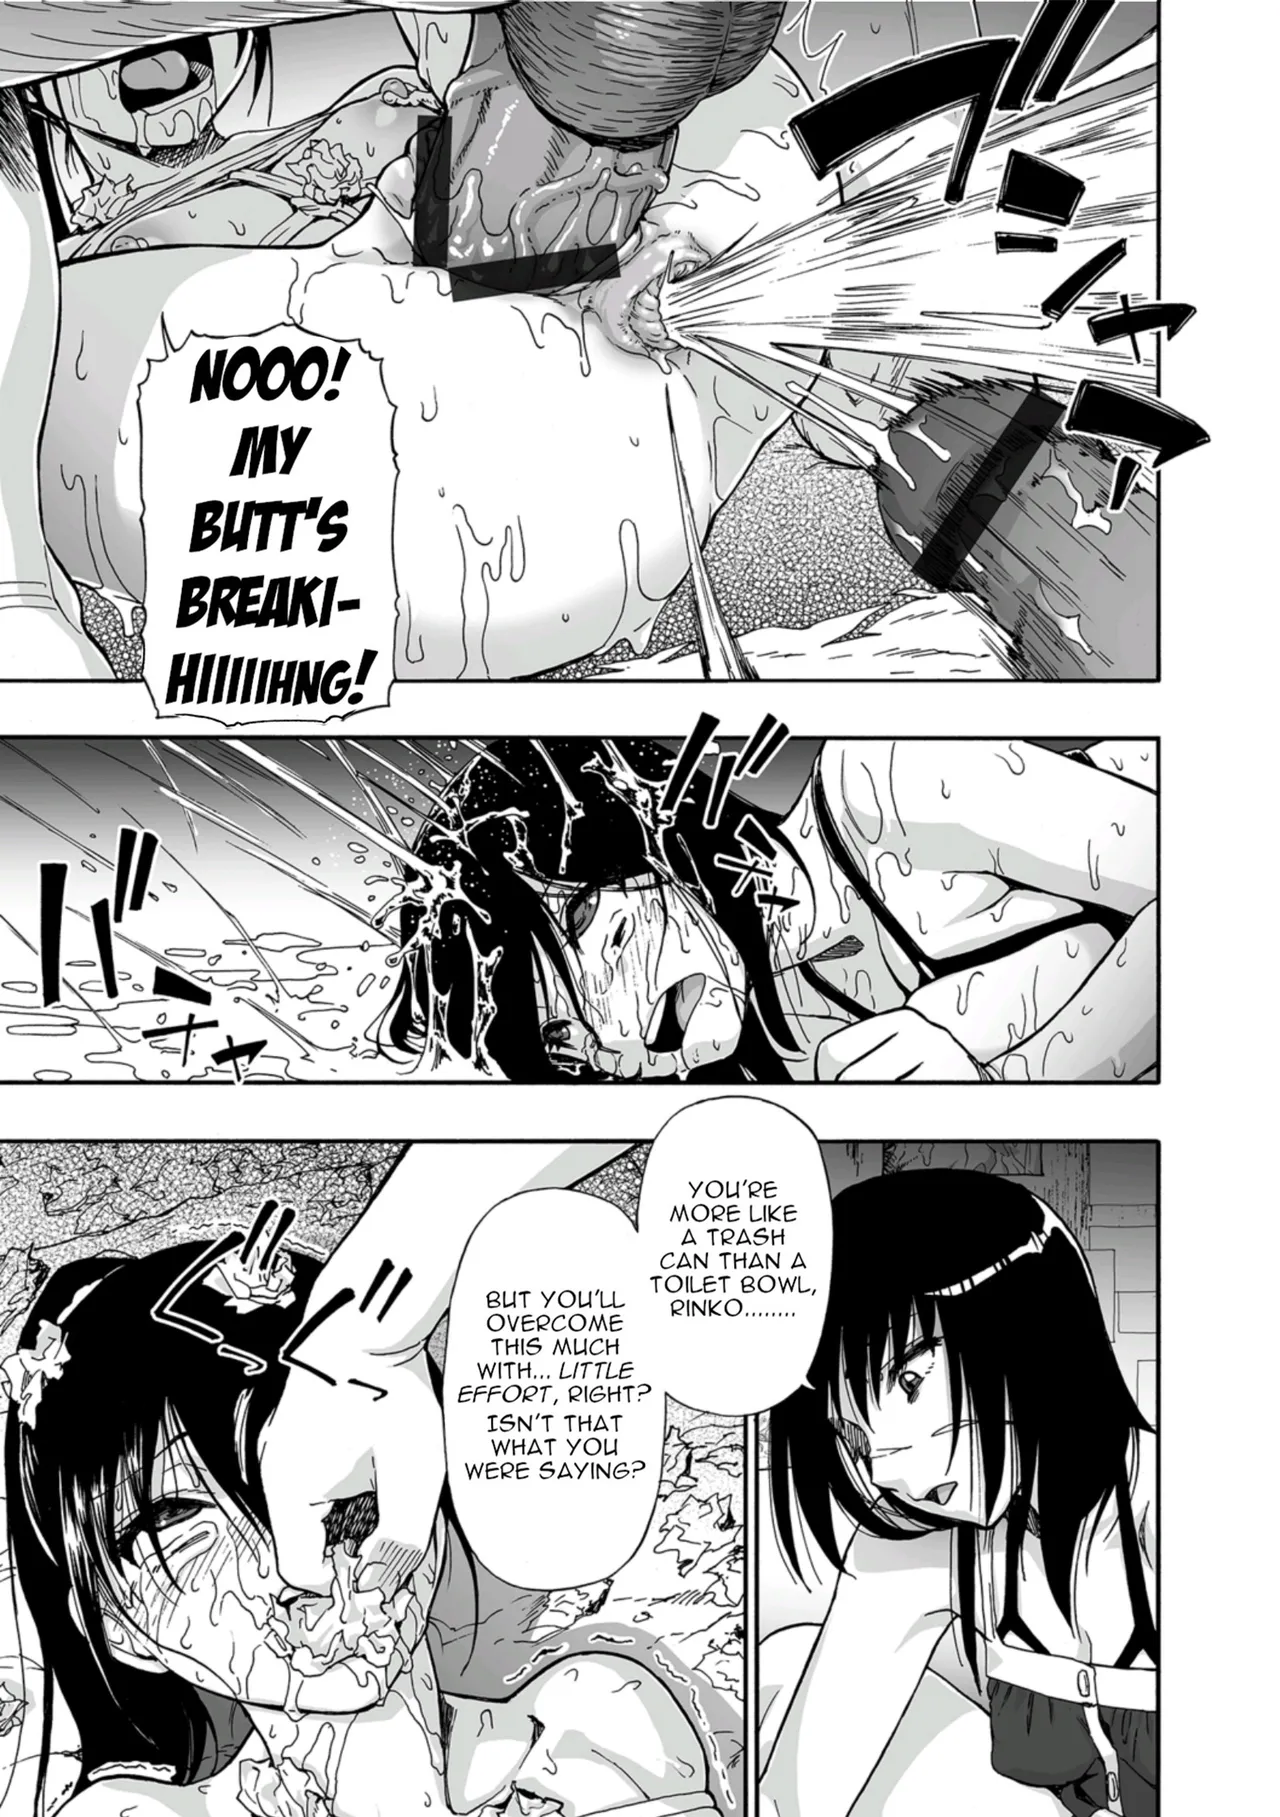 NOOO!
MY
BUTT'S
BREAKI-
HIIIIIHNG!
YOU'RE
MORE LIKE
A TRASH
CAN THAN A
TOILET BOWL,
RINKO........
BUT YOU'LL
OVERCOME
THIS MUCH
WITH... LITTLE
EFFORT, RIGHT?
ISN'T THAT
WHAT YOU
WERE SAYING?